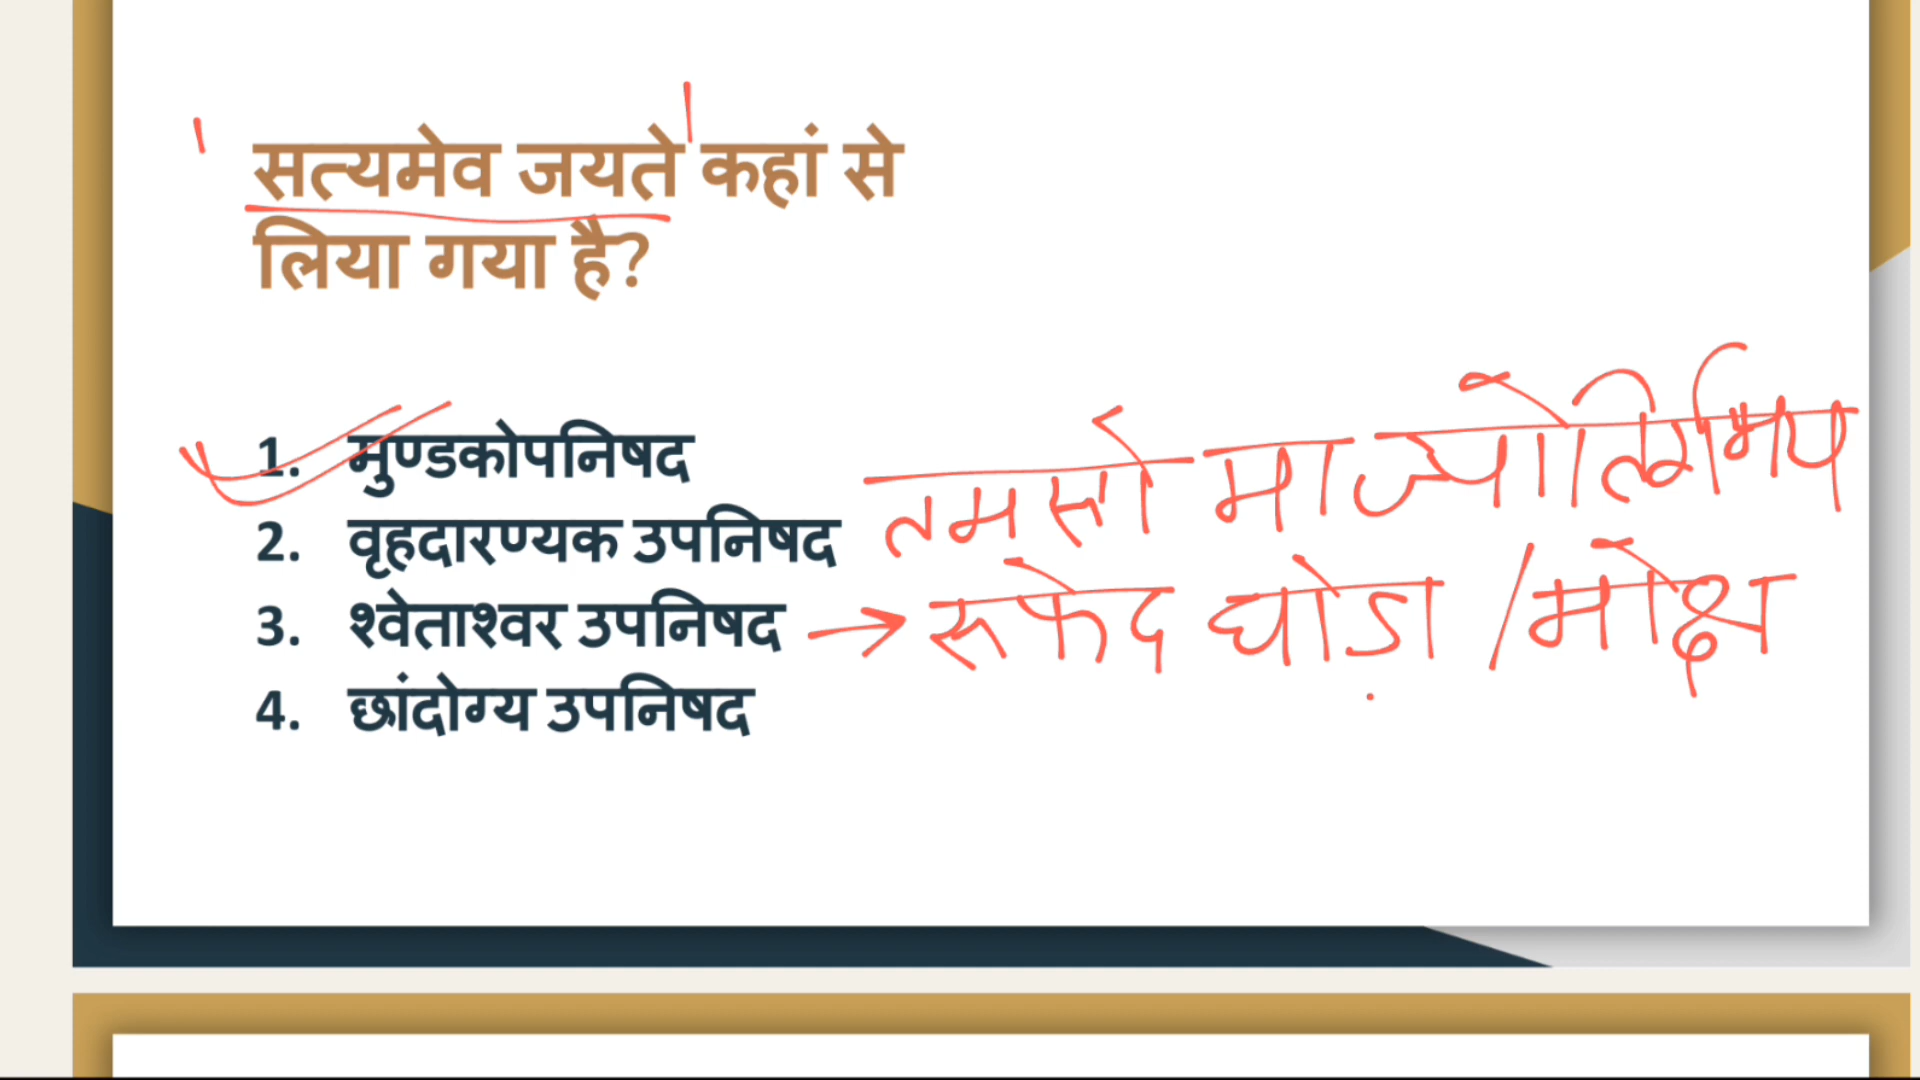 सत्यमेव जयते कहां से
लिया गया है?
1. मुण्डकोपनिषद
2. वृहदारण्यक उपनिषद तमसो मा ज्योतिर्गमय
3. श्वेताश्वर उपनिषद → सफेद घोड़ा / मोक्ष
4. छांदोग्य उपनिषद